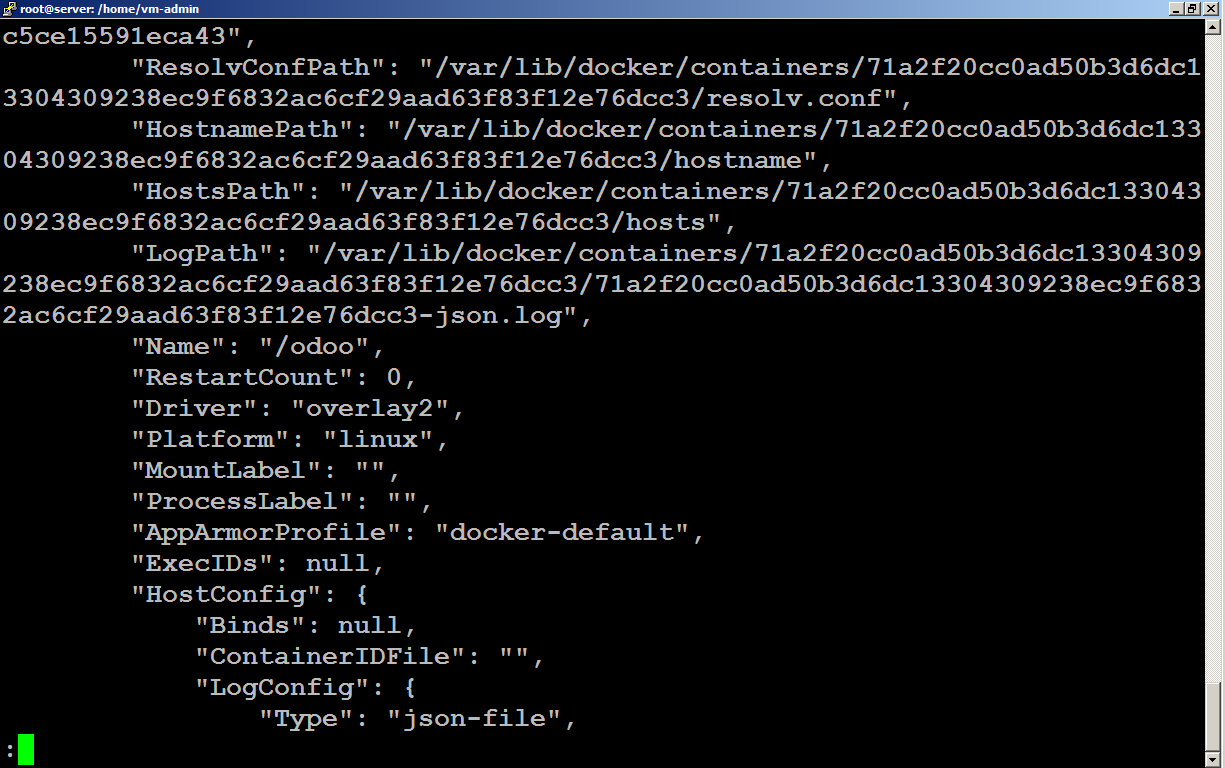 root@server: /home/vm-admin
c5ce15591eca43",
        "ResolvConfPath": "/var/lib/docker/containers/71a2f20cc0ad50b3d6dc1
3304309238ec9f6832ac6cf29aad63f83f12e76dcc3/resolv.conf",
        "HostnamePath": "/var/lib/docker/containers/71a2f20cc0ad50b3d6dc133
04309238ec9f6832ac6cf29aad63f83f12e76dcc3/hostname",
        "HostsPath": "/var/lib/docker/containers/71a2f20cc0ad50b3d6dc133043
09238ec9f6832ac6cf29aad63f83f12e76dcc3/hosts",
        "LogPath": "/var/lib/docker/containers/71a2f20cc0ad50b3d6dc13304309
238ec9f6832ac6cf29aad63f83f12e76dcc3/71a2f20cc0ad50b3d6dc13304309238ec9f683
2ac6cf29aad63f83f12e76dcc3-json.log",
        "Name": "/odoo",
        "RestartCount": 0,
        "Driver": "overlay2",
        "Platform": "linux",
        "MountLabel": "",
        "ProcessLabel": "",
        "AppArmorProfile": "docker-default",
        "ExecIDs": null,
        "HostConfig": {
            "Binds": null,
            "ContainerIDFile": "",
            "LogConfig": {
                "Type": "json-file",
: